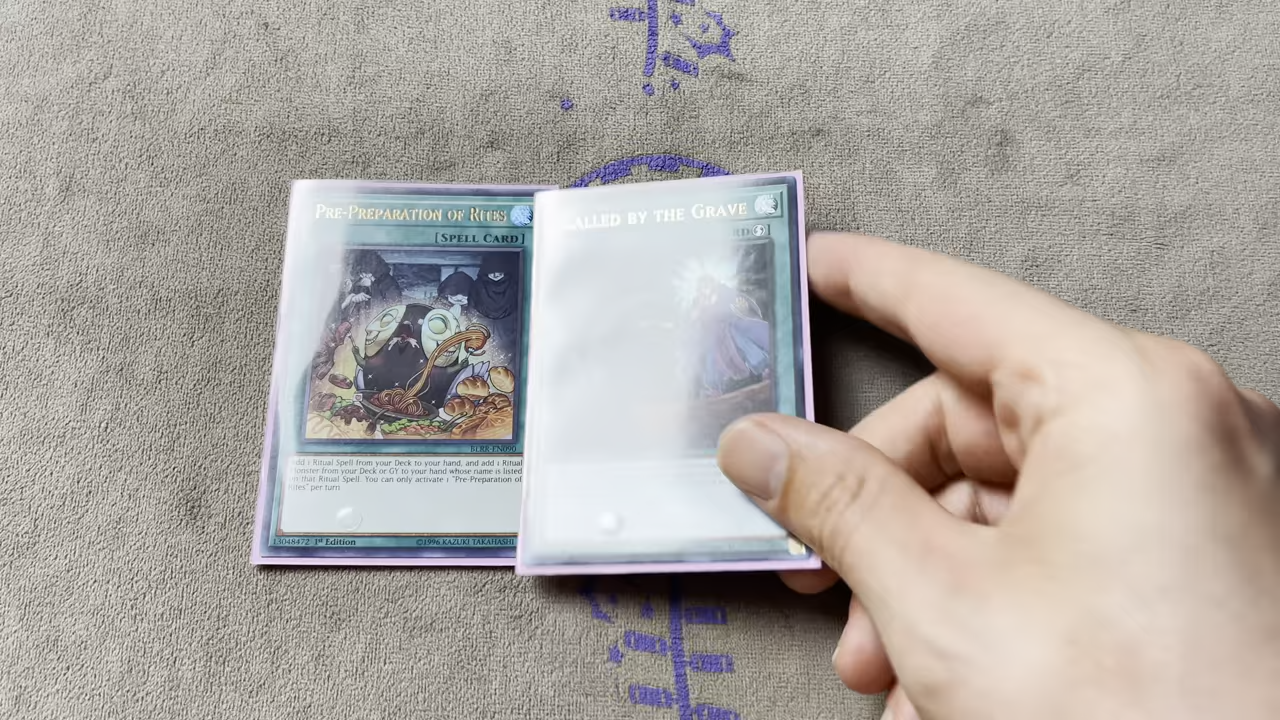 PRE-PREPARATION OF RITES
[SPELL CARD]
BLRR-EN090
Add 1 Ritual Spell from your Deck to your hand, and add 1 Ritual
Monster from your Deck or GY to your hand whose name is listed
on that Ritual Spell. You can only activate 1 "Pre-Preparation of
Rites" per turn.
13048472 1st Edition ©1996 KAZUKI TAKAHASHI
CALLED BY THE GRAVE